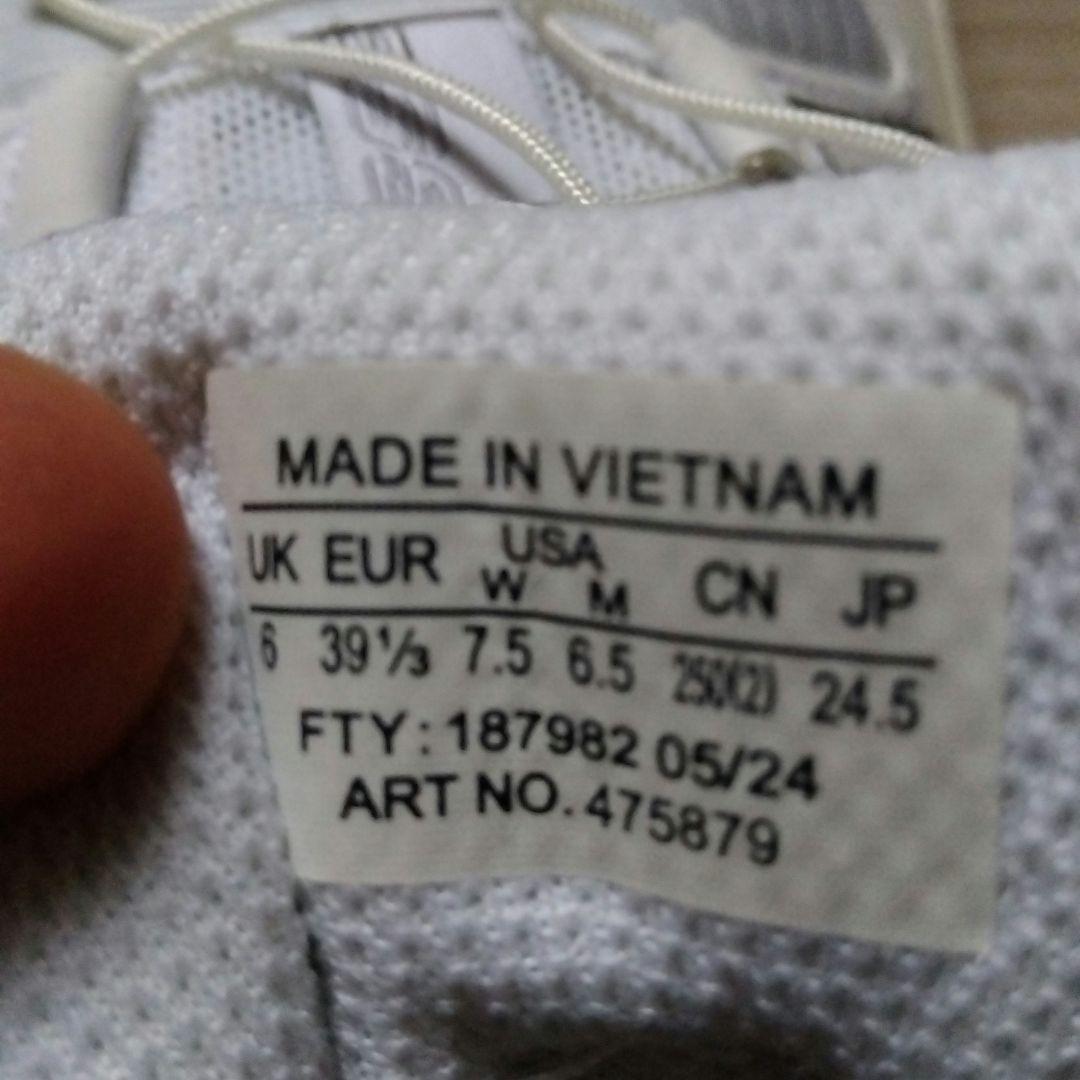 MADE IN VIETNAM
UK EUR USA CN JP
W M
6 39⅓ 7.5 6.5 250(2) 24.5
FTY: 187982 05/24
ART NO. 475879